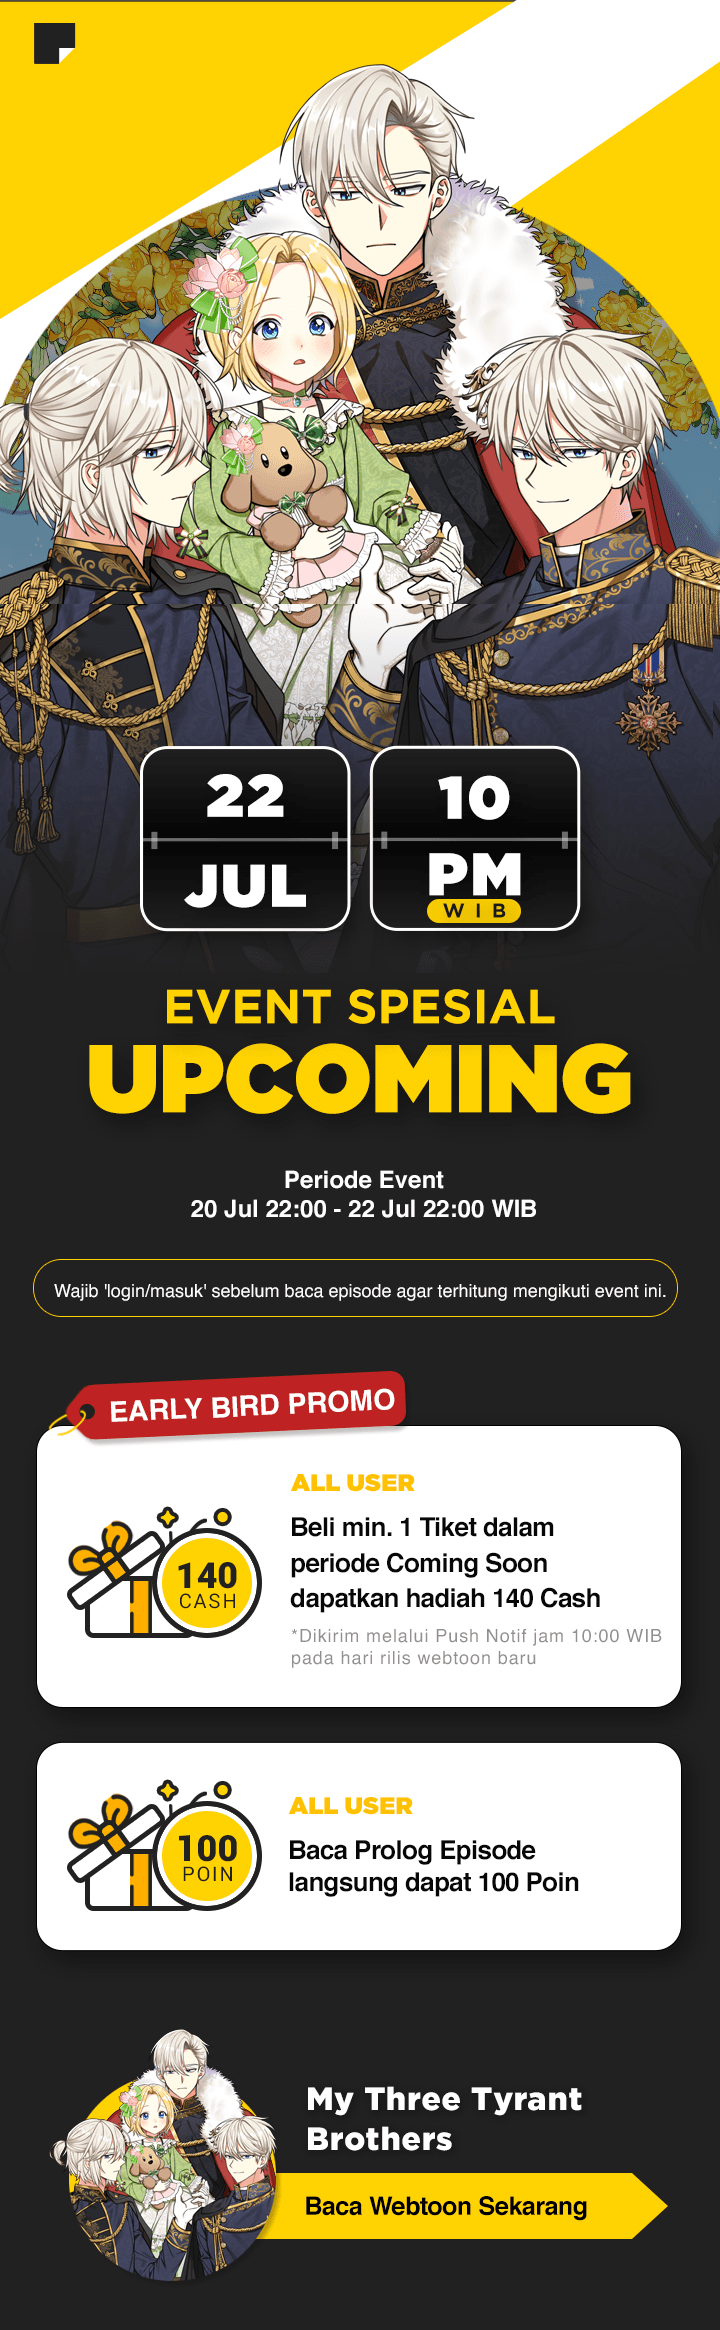 22
JUL
10
PM
WIB
EVENT SPESIAL
UPCOMING
Periode Event
20 Jul 22:00 - 22 Jul 22:00 WIB
Wajib 'login/masuk' sebelum baca episode agar terhitung mengikuti event ini.
EARLY BIRD PROMO
140
CASH
ALL USER
Beli min. 1 Tiket dalam
periode Coming Soon
dapatkan hadiah 140 Cash
*Dikirim melalui Push Notif jam 10:00 WIB
pada hari rilis webtoon baru
100
POIN
ALL USER
Baca Prolog Episode
langsung dapat 100 Poin
My Three Tyrant
Brothers
Baca Webtoon Sekarang